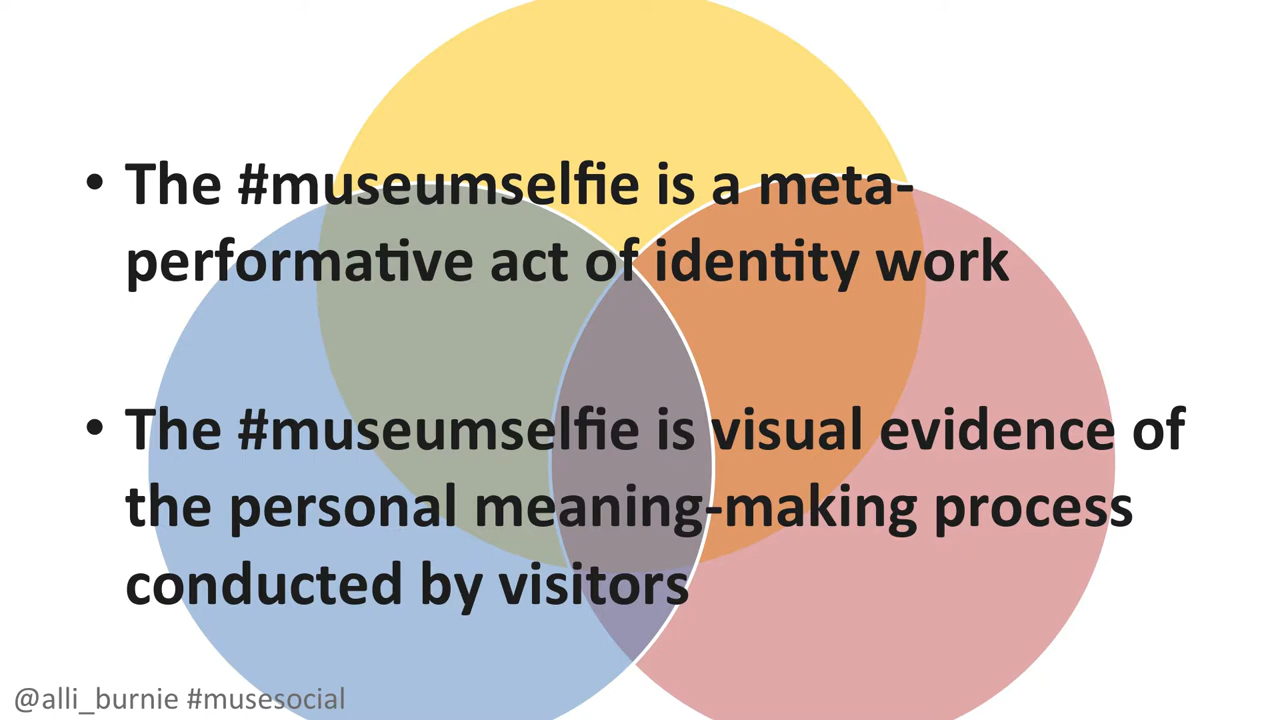 • The #museumselfie is a meta-
performative act of identity work
• The #museumselfie is visual evidence of
the personal meaning-making process
conducted by visitors
@alli_burnie #musesocial